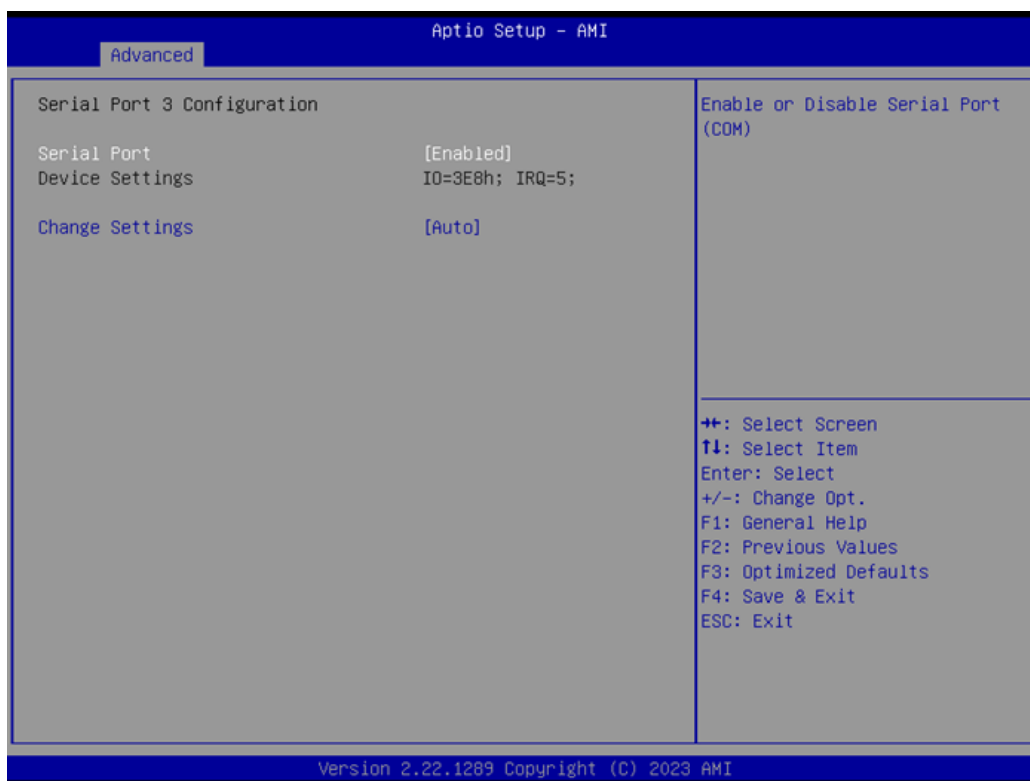 Aptio Setup – AMI
Advanced
Serial Port 3 Configuration
Serial Port [Enabled]
Device Settings IO=3E8h; IRQ=5;
Change Settings [Auto]
Enable or Disable Serial Port
(COM)
→←: Select Screen
↑↓: Select Item
Enter: Select
+/-: Change Opt.
F1: General Help
F2: Previous Values
F3: Optimized Defaults
F4: Save & Exit
ESC: Exit
Version 2.22.1289 Copyright (C) 2023 AMI